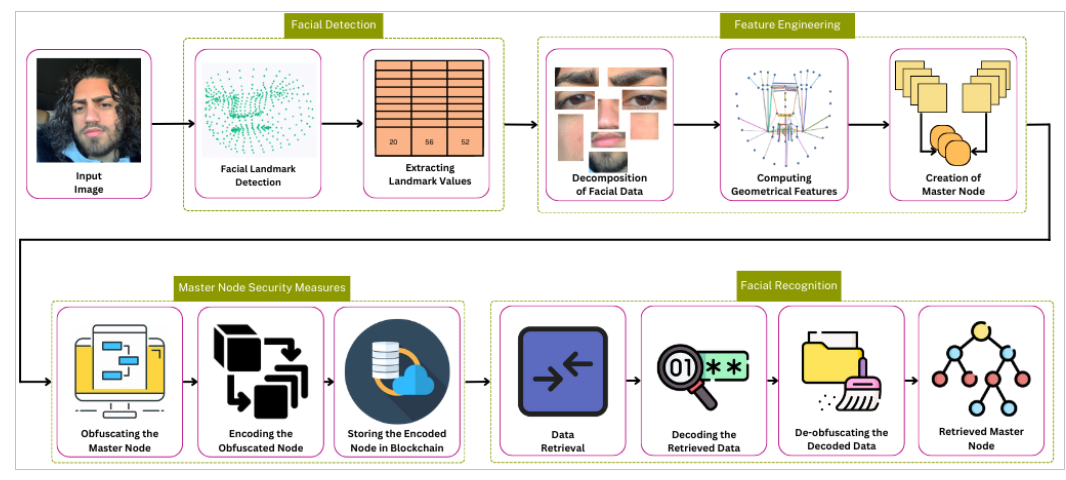 Facial Detection
Feature Engineering
Input
Image
Facial Landmark
Detection
20 56 52
Extracting
Landmark Values
Decomposition
of Facial Data
Computing
Geometrical Features
Creation of
Master Node
Master Node Security Measures
Facial Recognition
Obfuscating the
Master Node
Encoding the
Obfuscated Node
Storing the Encoded
Node in Blockchain
Data
Retrieval
01 **
Decoding the
Retrieved Data
De-obfuscating the
Decoded Data
Retrieved Master
Node